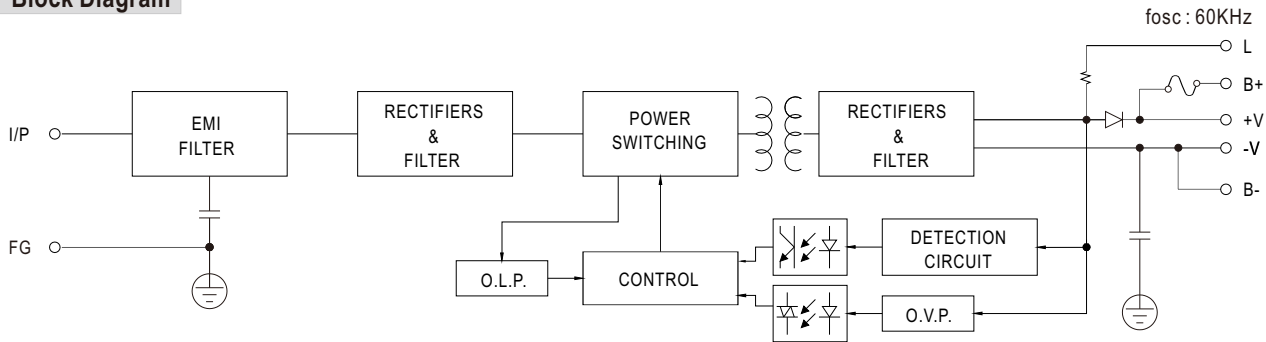 Block Diagram
fosc : 60KHz
L
B+
+V
-V
B-
I/P
EMI
FILTER
RECTIFIERS
&
FILTER
POWER
SWITCHING
RECTIFIERS
&
FILTER
FG
O.L.P.
CONTROL
DETECTION
CIRCUIT
O.V.P.